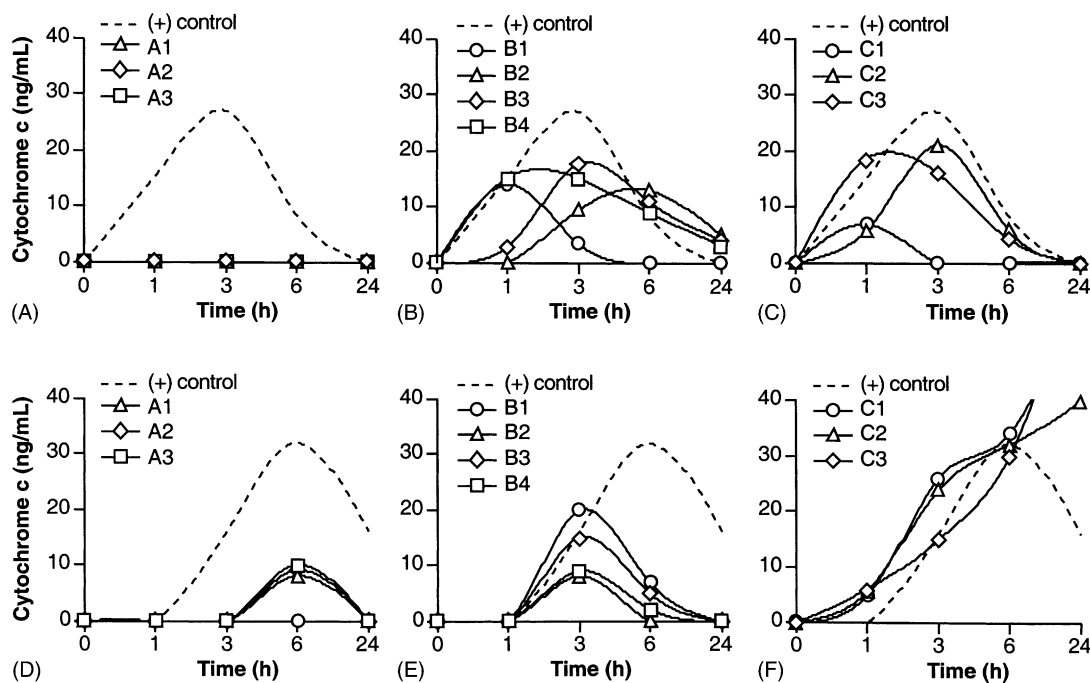 (+) control
A1
A2
A3
Cytochrome c (ng/mL)
40
30
20
10
0
0 1 3 6 24
Time (h)
(A)
(+) control
B1
B2
B3
B4
40
30
20
10
0
0 1 3 6 24
Time (h)
(B)
(+) control
C1
C2
C3
40
30
20
10
0
0 1 3 6 24
Time (h)
(C)
(+) control
A1
A2
A3
Cytochrome c (ng/mL)
40
30
20
10
0
0 1 3 6 24
Time (h)
(D)
(+) control
B1
B2
B3
B4
40
30
20
10
0
0 1 3 6 24
Time (h)
(E)
(+) control
C1
C2
C3
40
30
20
10
0
0 1 3 6 24
Time (h)
(F)